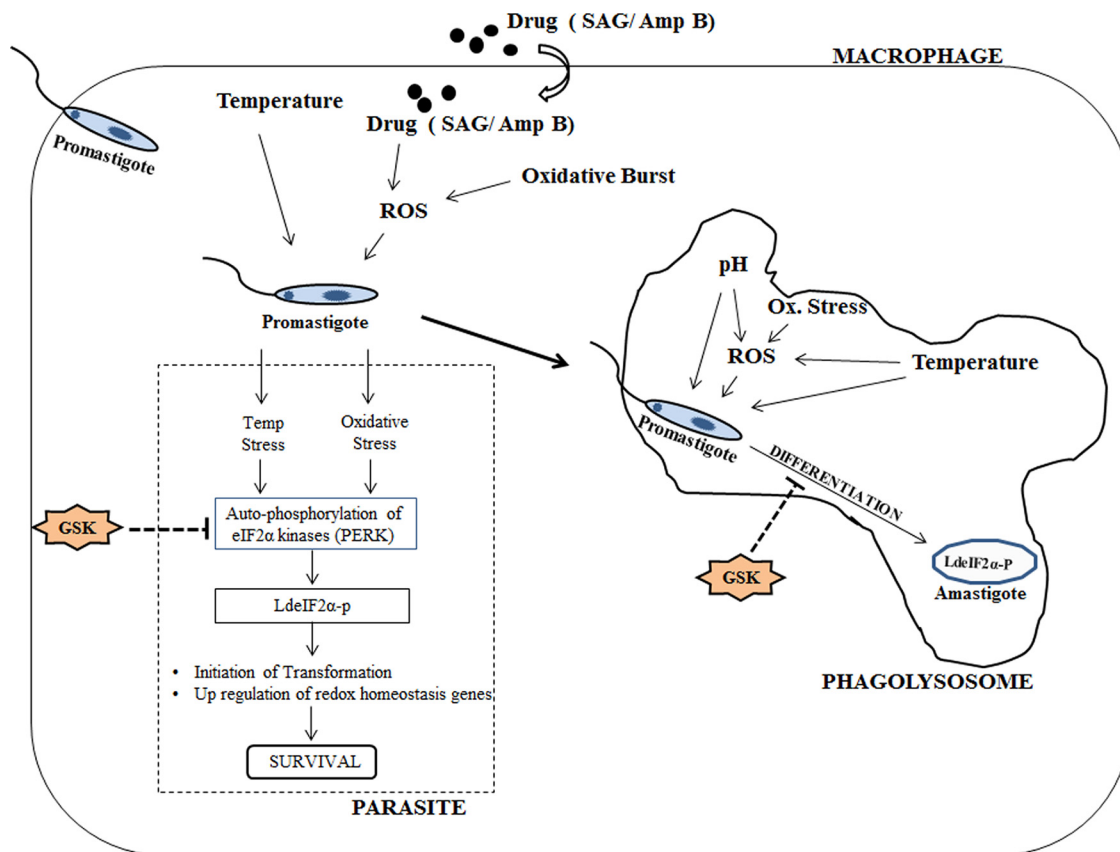 Drug ( SAG/ Amp B)
MACROPHAGE
Promastigote
Temperature
Drug ( SAG/ Amp B)
Oxidative Burst
ROS
Promastigote
Temp
Stress
Oxidative
Stress
GSK
Auto-phosphorylation of
eIF2α kinases (PERK)
LdeIF2α-p
• Initiation of Transformation
• Up regulation of redox homeostasis genes
SURVIVAL
PARASITE
pH
Ox. Stress
ROS
Temperature
Promastigote
DIFFERENTIATION
GSK
LdeIF2α-P
Amastigote
PHAGOLYSOSOME